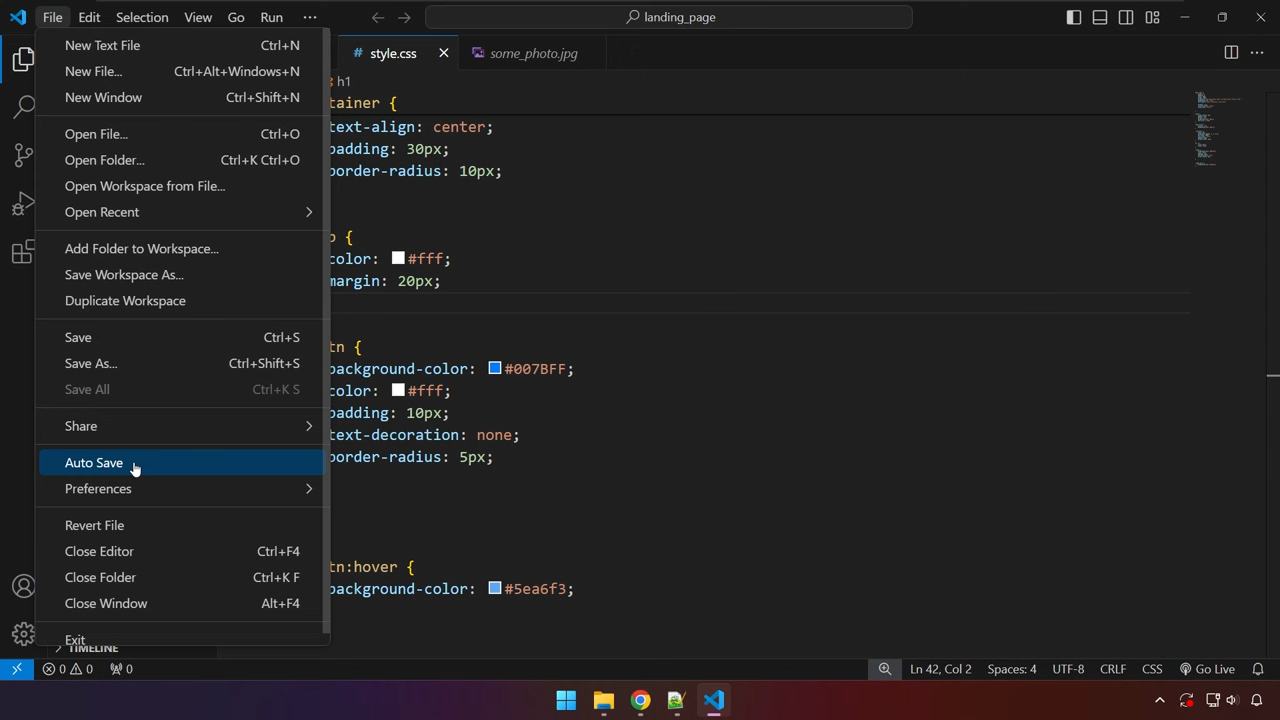 File Edit Selection View Go Run ··· landing_page
New Text File Ctrl+N
New File... Ctrl+Alt+Windows+N
New Window Ctrl+Shift+N
Open File... Ctrl+O
Open Folder... Ctrl+K Ctrl+O
Open Workspace from File...
Open Recent
Add Folder to Workspace...
Save Workspace As...
Duplicate Workspace
Save Ctrl+S
Save As... Ctrl+Shift+S
Save All Ctrl+K S
Share
Auto Save
Preferences
Revert File
Close Editor Ctrl+F4
Close Folder Ctrl+K F
Close Window Alt+F4
Exit
TIMELINE
# style.css some_photo.jpg
h1
tainer {
text-align: center;
padding: 30px;
border-radius: 10px;
p {
color: #fff;
margin: 20px;
tn {
background-color: #007BFF;
color: #fff;
padding: 10px;
text-decoration: none;
border-radius: 5px;
tn:hover {
background-color: #5ea6f3;
0 0 0 Ln 42, Col 2 Spaces: 4 UTF-8 CRLF CSS Go Live